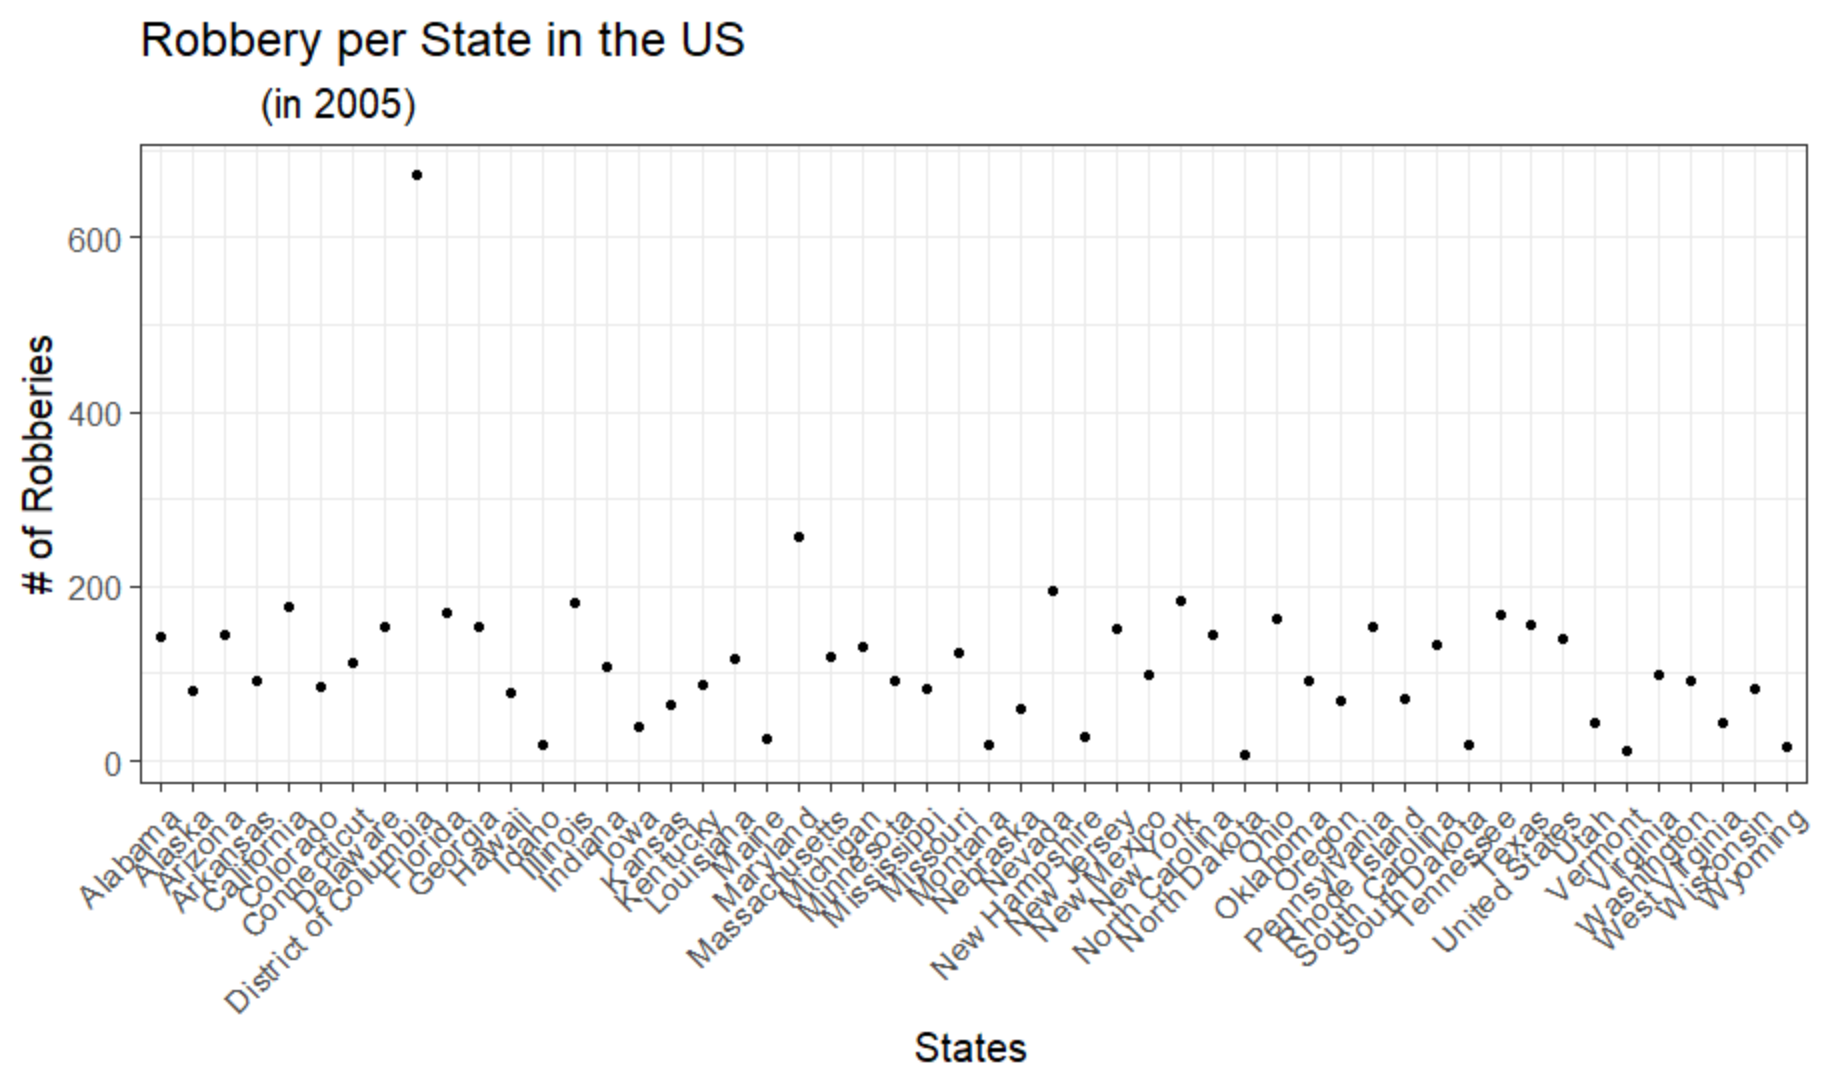 Robbery per State in the US
(in 2005)
# of Robberies
600
400
200
0
Alabama
Alaska
Arizona
Arkansas
California
Colorado
Connecticut
Delaware
District of Columbia
Florida
Georgia
Hawaii
Idaho
Illinois
Indiana
Iowa
Kansas
Kentucky
Louisiana
Maine
Maryland
Massachusetts
Michigan
Minnesota
Mississippi
Missouri
Montana
Nebraska
Nevada
New Hampshire
New Jersey
New Mexico
New York
North Carolina
North Dakota
Ohio
Oklahoma
Oregon
Pennsylvania
Rhode Island
South Carolina
South Dakota
Tennessee
Texas
United States
Utah
Vermont
Virginia
Washington
West Virginia
Wisconsin
Wyoming
States